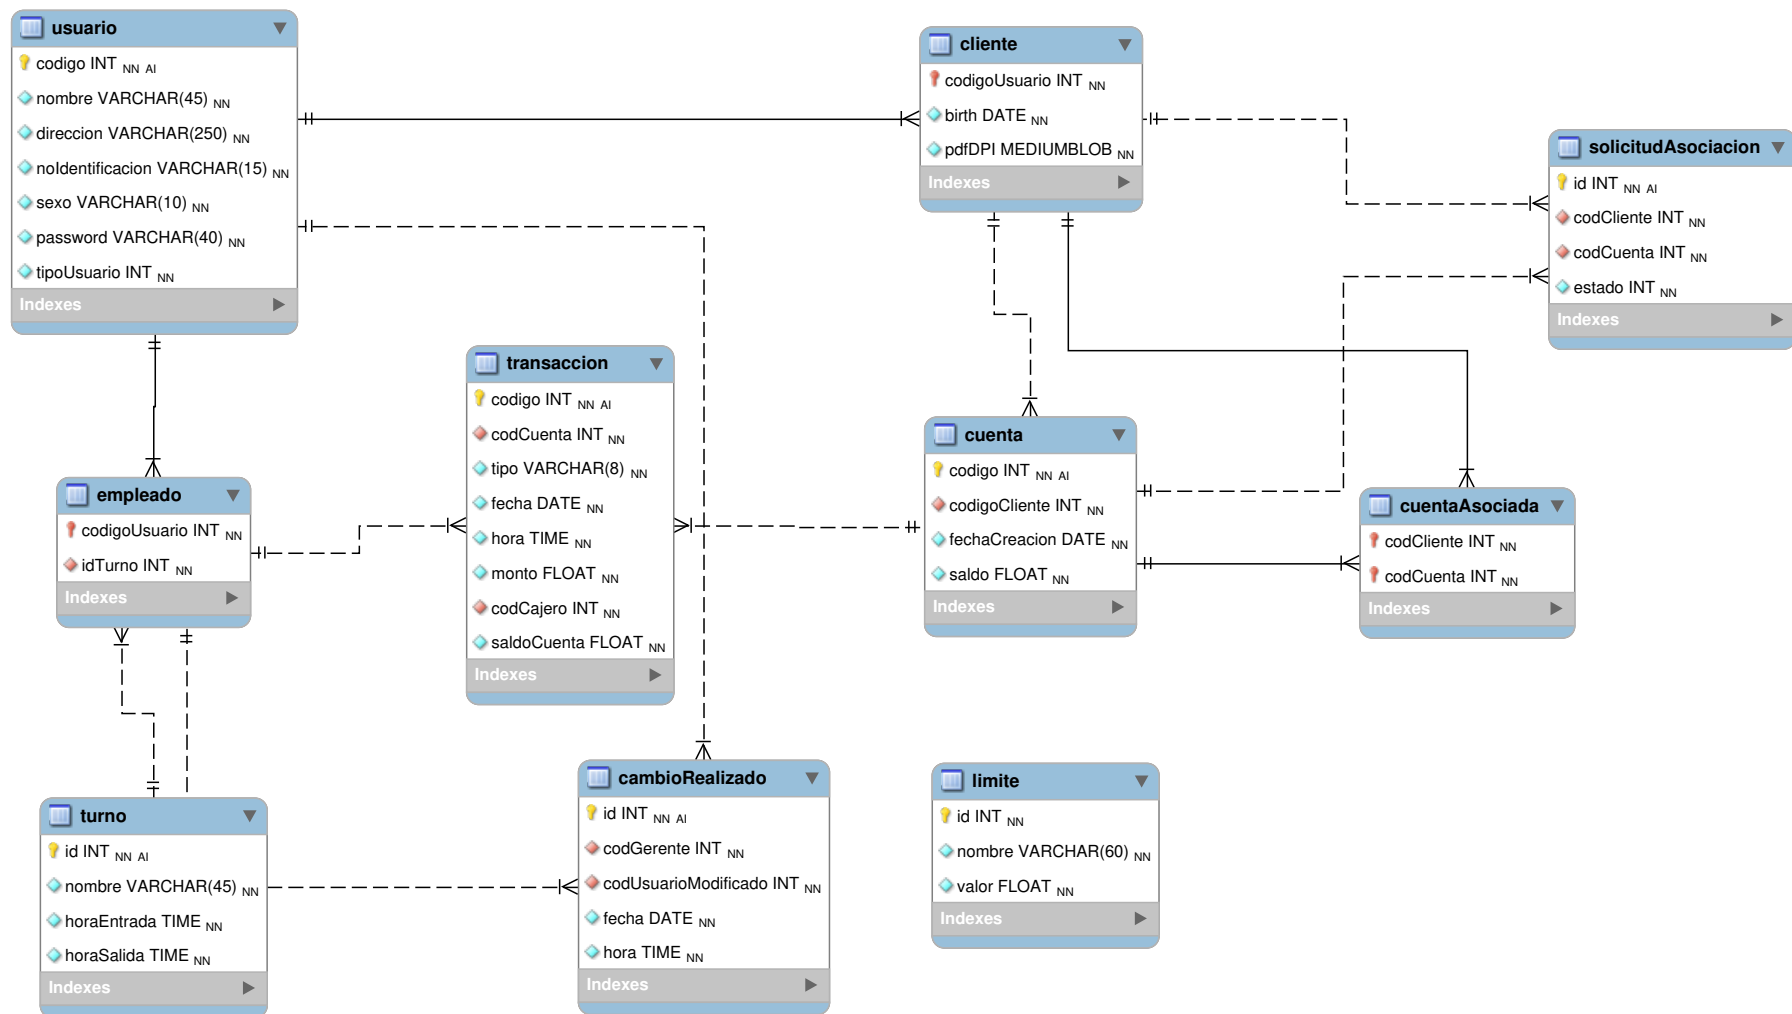 usuario
codigo INT NN AI
nombre VARCHAR(45) NN
direccion VARCHAR(250) NN
noIdentificacion VARCHAR(15) NN
sexo VARCHAR(10) NN
password VARCHAR(40) NN
tipoUsuario INT NN
Indexes
cliente
codigoUsuario INT NN
birth DATE NN
pdfDPI MEDIUMBLOB NN
Indexes
solicitudAsociacion
id INT NN AI
codCliente INT NN
codCuenta INT NN
estado INT NN
Indexes
transaccion
codigo INT NN AI
codCuenta INT NN
tipo VARCHAR(8) NN
fecha DATE NN
hora TIME NN
monto FLOAT NN
codCajero INT NN
saldoCuenta FLOAT NN
Indexes
cuenta
codigo INT NN AI
codigoCliente INT NN
fechaCreacion DATE NN
saldo FLOAT NN
Indexes
empleado
codigoUsuario INT NN
idTurno INT NN
Indexes
cuentaAsociada
codCliente INT NN
codCuenta INT NN
Indexes
turno
id INT NN AI
nombre VARCHAR(45) NN
horaEntrada TIME NN
horaSalida TIME NN
Indexes
cambioRealizado
id INT NN AI
codGerente INT NN
codUsuarioModificado INT NN
fecha DATE NN
hora TIME NN
Indexes
limite
id INT NN
nombre VARCHAR(60) NN
valor FLOAT NN
Indexes